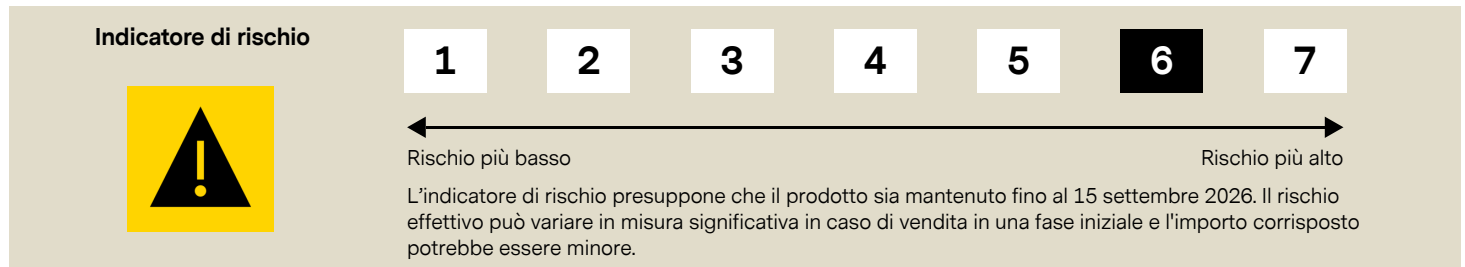 Indicatore di rischio
1 2 3 4 5 6 7
Rischio più basso Rischio più alto
L’indicatore di rischio presuppone che il prodotto sia mantenuto fino al 15 settembre 2026. Il rischio
effettivo può variare in misura significativa in caso di vendita in una fase iniziale e l'importo corrisposto
potrebbe essere minore.